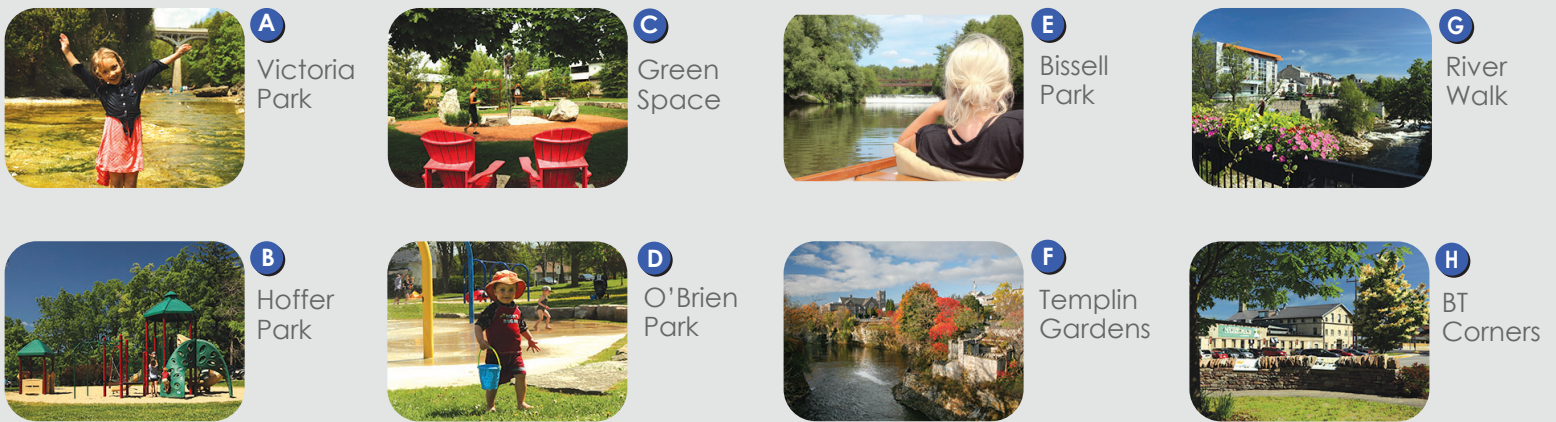 A
Victoria
Park
C
Green
Space
E
Bissell
Park
G
River
Walk
B
Hoffer
Park
D
O'Brien
Park
F
Templin
Gardens
H
BT
Corners